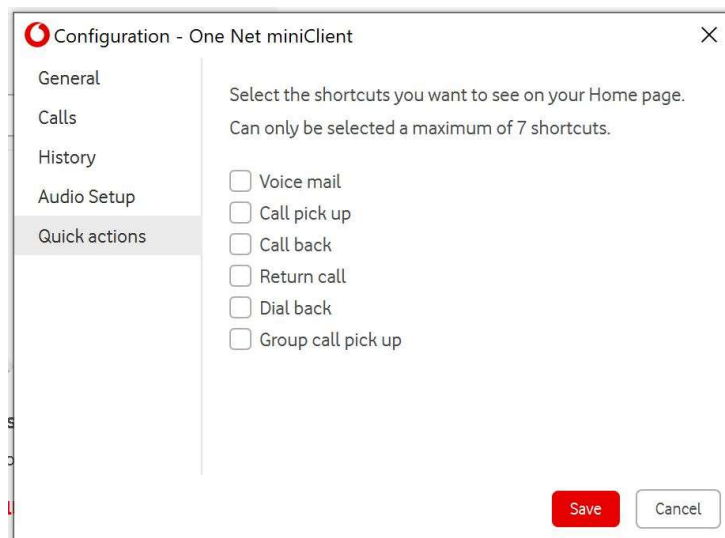 Configuration - One Net miniClient
General
Calls
History
Audio Setup
Quick actions
Select the shortcuts you want to see on your Home page.
Can only be selected a maximum of 7 shortcuts.
Voice mail
Call pick up
Call back
Return call
Dial back
Group call pick up
Save
Cancel